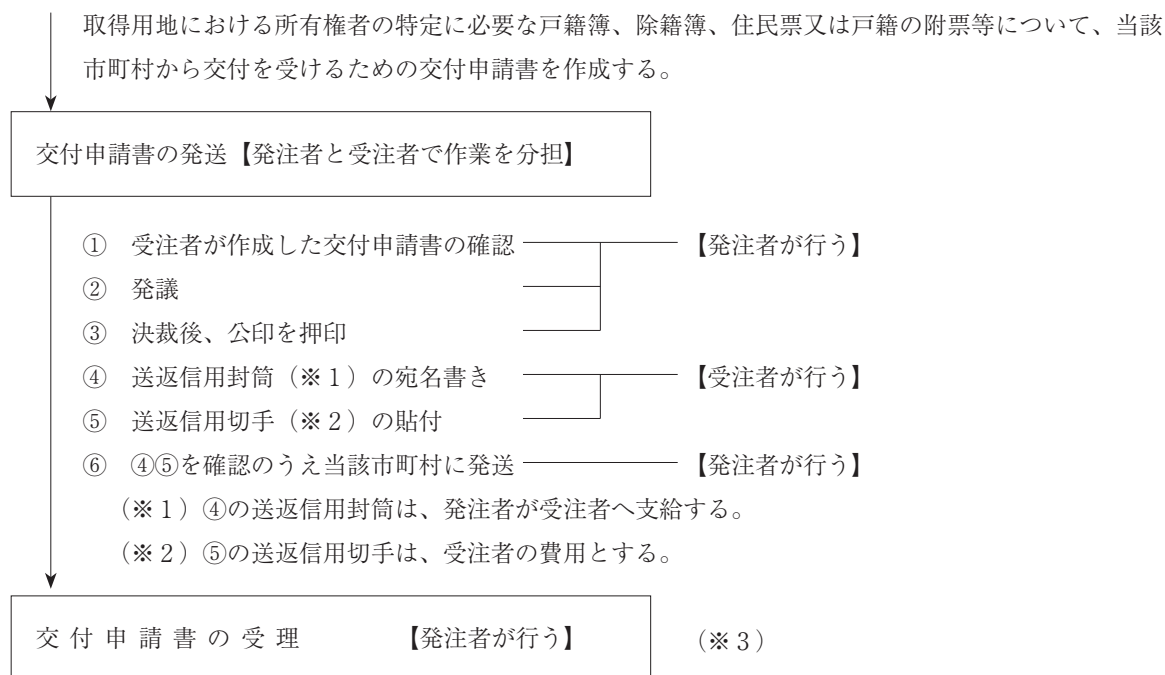 取得用地における所有権者の特定に必要な戸籍簿、除籍簿、住民票又は戸籍の附票等について、当該
市町村から交付を受けるための交付申請書を作成する。
交付申請書の発送【発注者と受注者で作業を分担】
① 受注者が作成した交付申請書の確認 【発注者が行う】
② 発議
③ 決裁後、公印を押印
④ 送返信用封筒（※１）の宛名書き 【受注者が行う】
⑤ 送返信用切手（※２）の貼付
⑥ ④⑤を確認のうえ当該市町村に発送 【発注者が行う】
（※１）④の送返信用封筒は、発注者が受注者へ支給する。
（※２）⑤の送返信用切手は、受注者の費用とする。
交付申請書の受理 【発注者が行う】 （※３）